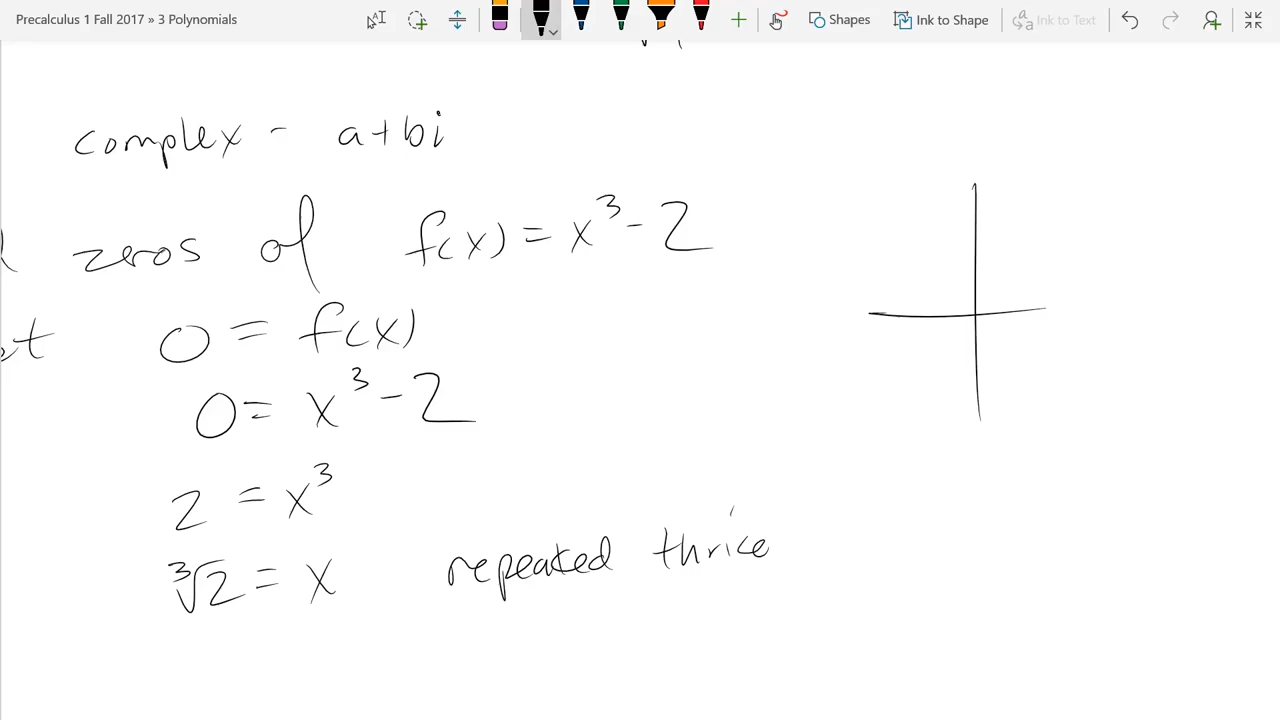 Precalculus 1 Fall 2017 » 3 Polynomials
Shapes Ink to Shape Ink to Text
complex - a+bi
zeros of f(x) = x³ - 2
0 = f(x)
0 = x³ - 2
2 = x³
∛2 = x repeated thrice